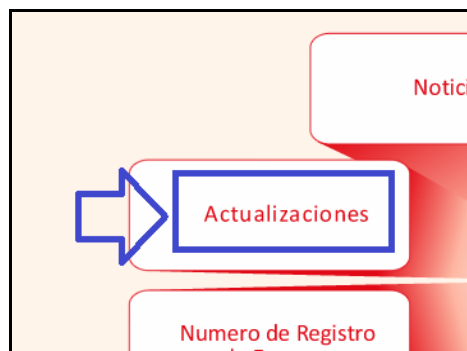 Notici
Actualizaciones
Numero de Registro